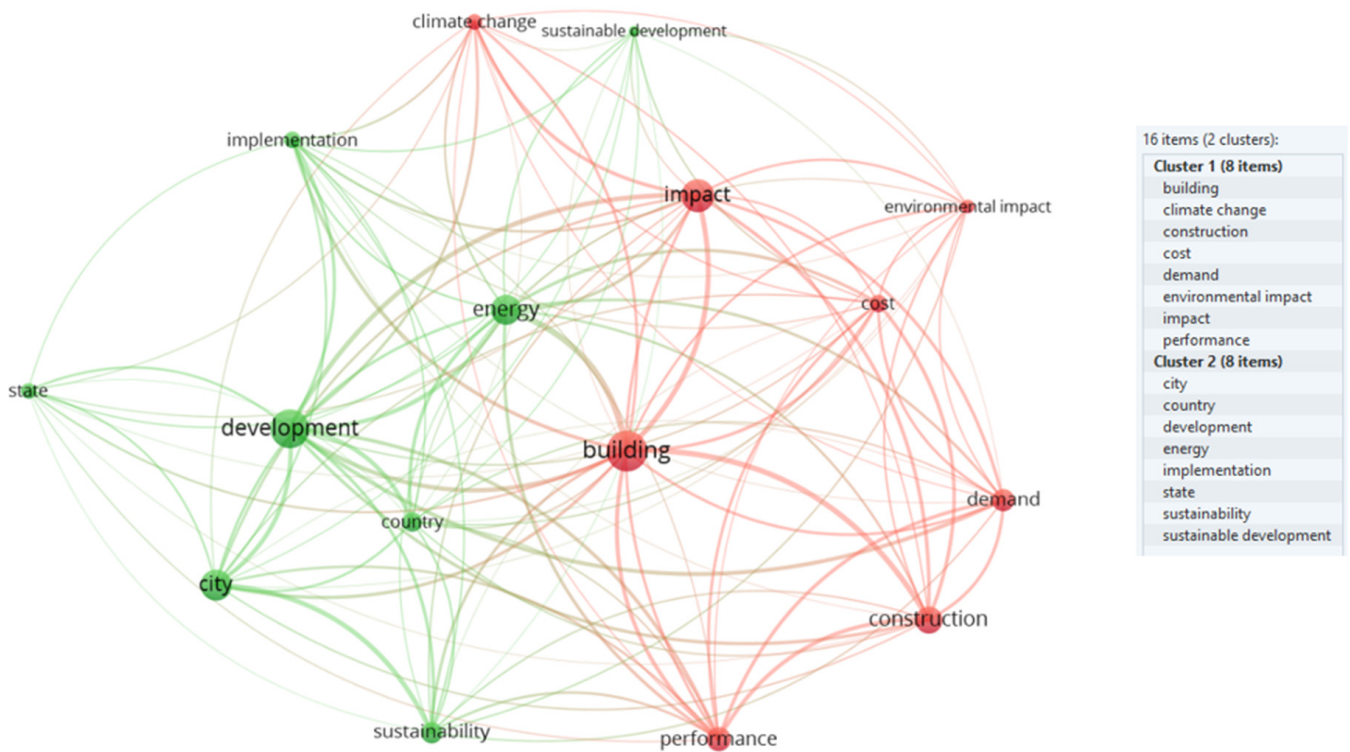 climate change
sustainable development
implementation
impact
environmental impact
energy
cost
state
development
building
demand
country
city
construction
sustainability
performance
16 items (2 clusters):
Cluster 1 (8 items)
building
climate change
construction
cost
demand
environmental impact
impact
performance
Cluster 2 (8 items)
city
country
development
energy
implementation
state
sustainability
sustainable development